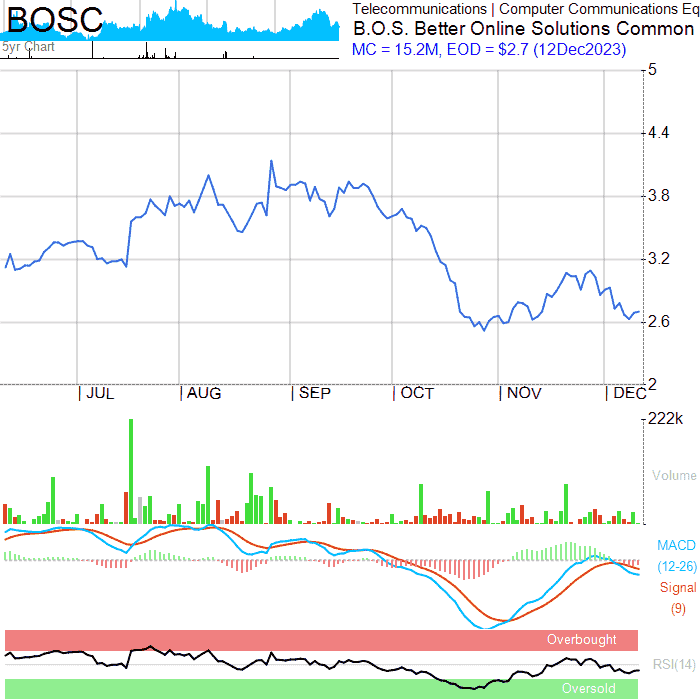 BOSC
5yr Chart
Telecommunications | Computer Communications Eq
B.O.S. Better Online Solutions Common
MC = 15.2M, EOD = $2.7 (12Dec2023)
5
4.4
3.8
3.2
2.6
2
JUL AUG SEP OCT NOV DEC
222k
Volume
MACD
(12-26)
Signal
(9)
Overbought
RSI(14)
Oversold